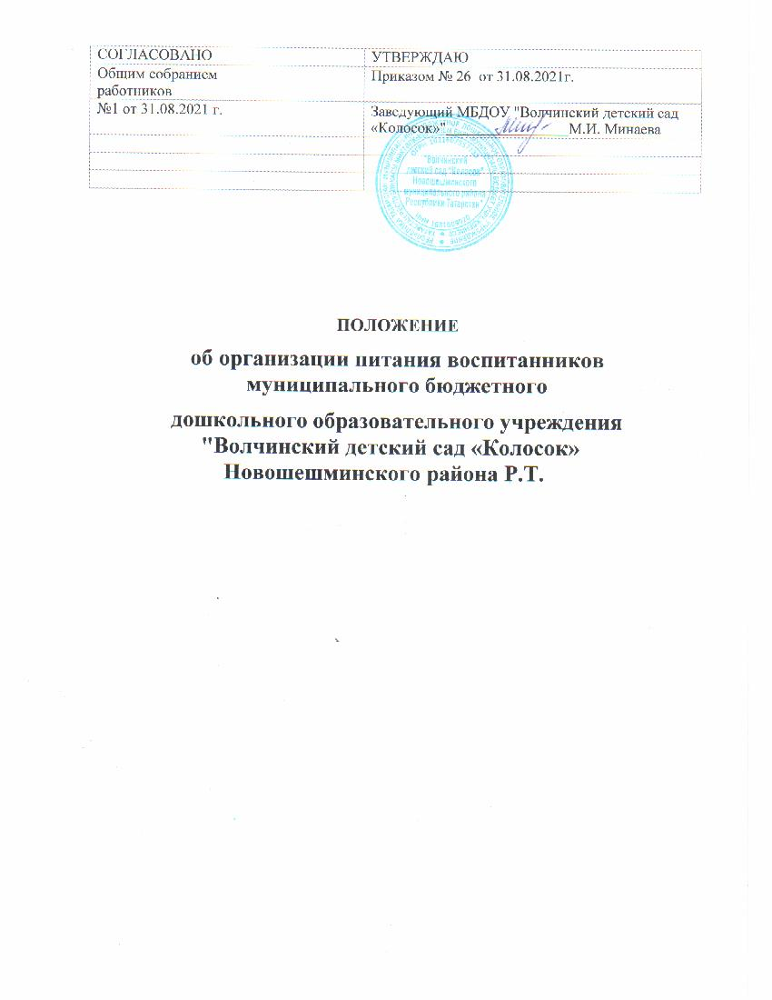 СОГЛАСОВАНО
Общим собранием
работников
№1 от 31.08.2021 г.
УТВЕРЖДАЮ
Приказом № 26 от 31.08.2021г.
Заведующий МБДОУ "Волчинский детский сад
«Колосок»"________________М.И. Минаева
"Волчинский
детский сад "Колосок"
Новошешминского
муниципального района
Республики Татарстан"
ПОЛОЖЕНИЕ
об организации питания воспитанников
муниципального бюджетного
дошкольного образовательного учреждения
"Волчинский детский сад «Колосок»
Новошешминского района Р.Т.